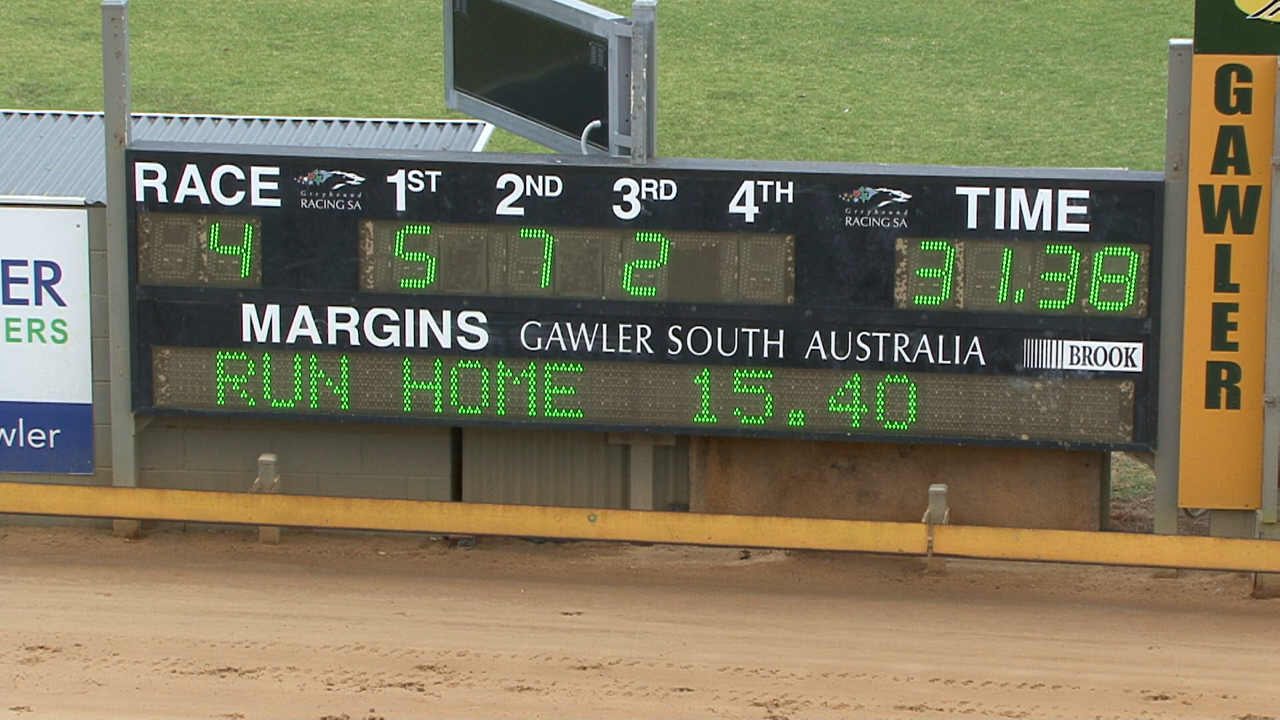 RACE Greyhound RACING SA 1ST 2ND 3RD 4TH Greyhound RACING SA TIME
4 5 7 2 31.38
MARGINS GAWLER SOUTH AUSTRALIA BROOK
RUN HOME 15.40
GAWLER
ER
ERS
wler